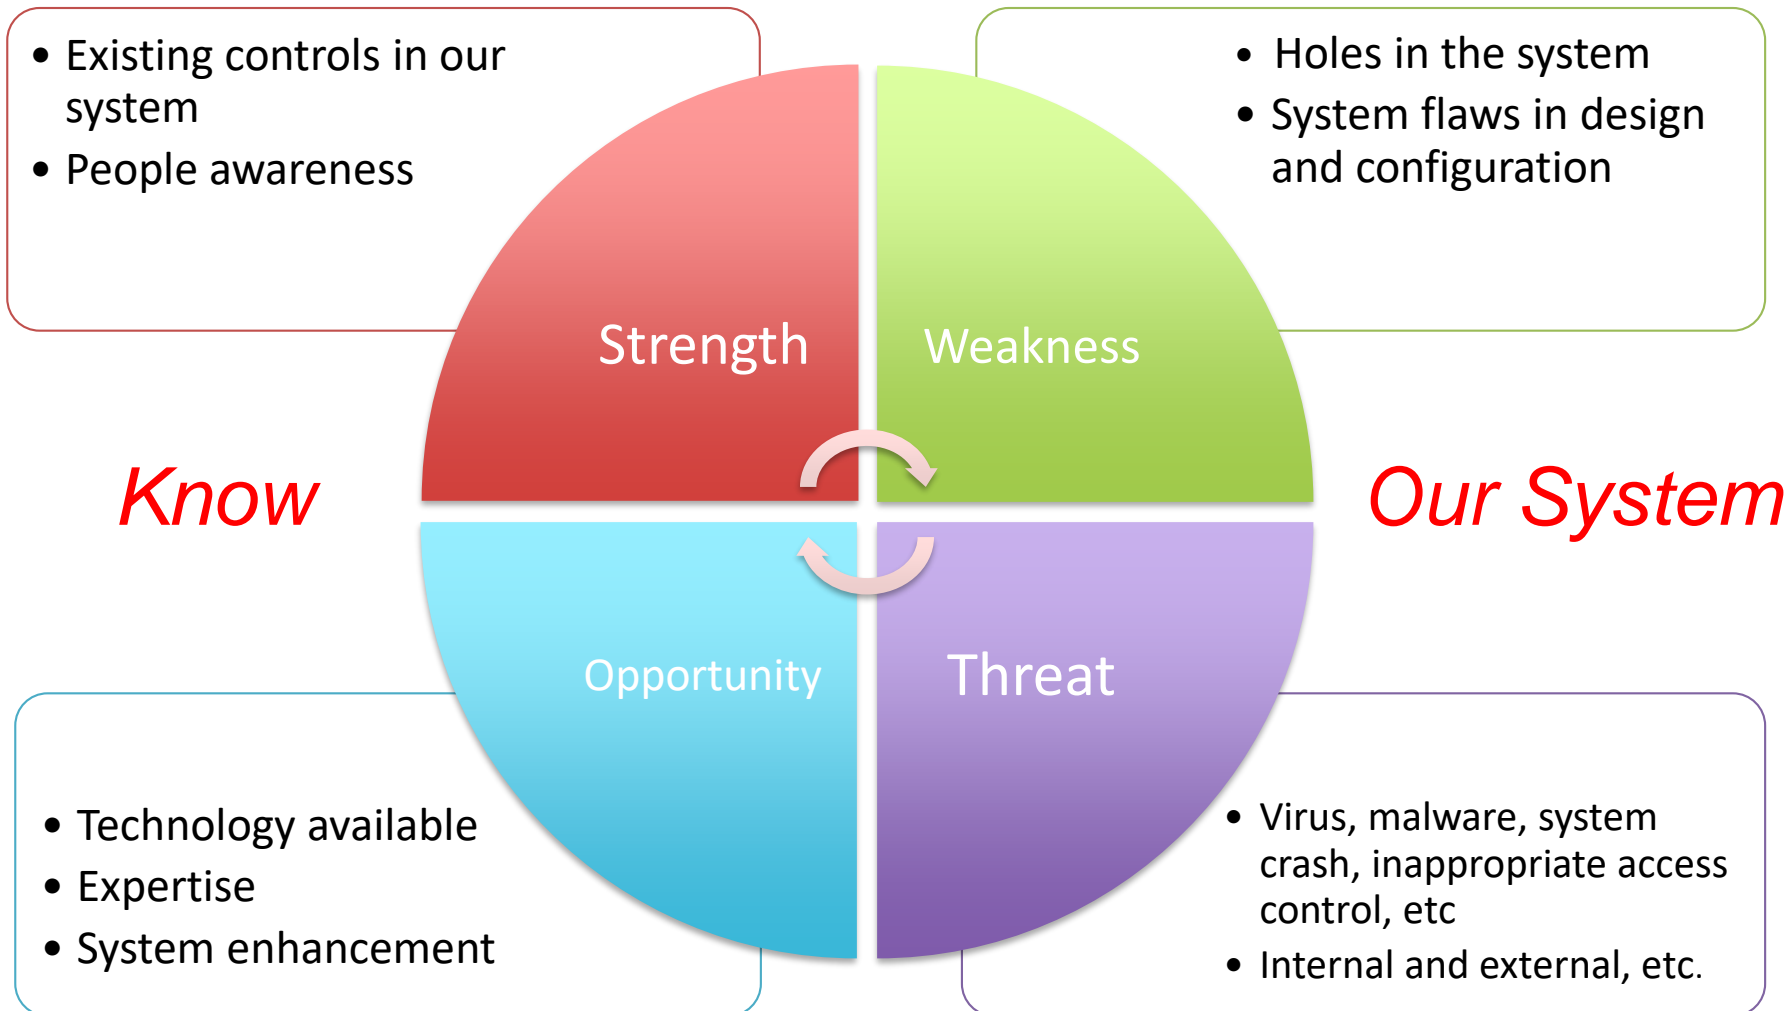 • Existing controls in our
system
• People awareness
• Holes in the system
• System flaws in design
and configuration
Strength
Weakness
Know
Our System
Opportunity
Threat
• Technology available
• Expertise
• System enhancement
• Virus, malware, system
crash, inappropriate access
control, etc
• Internal and external, etc.